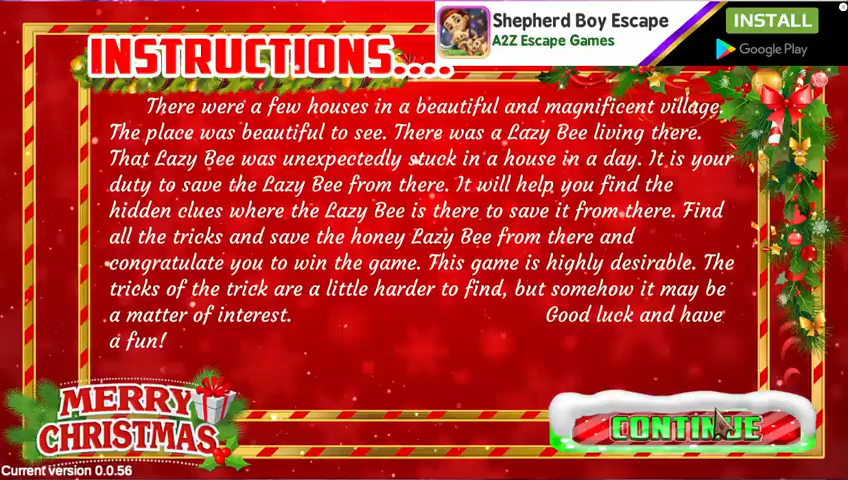 Shepherd Boy Escape
A2Z Escape Games
INSTALL
Google Play
INSTRUCTIONS....
There were a few houses in a beautiful and magnificent village.
The place was beautiful to see. There was a Lazy Bee living there.
That Lazy Bee was unexpectedly stuck in a house in a day. It is your
duty to save the Lazy Bee from there. It will help you find the
hidden clues where the Lazy Bee is there to save it from there. Find
all the tricks and save the honey Lazy Bee from there and
congratulate you to win the game. This game is highly desirable. The
tricks of the trick are a little harder to find, but somehow it may be
a matter of interest. Good luck and have
a fun!
MERRY
CHRISTMAS
CONTINUE
Current version 0.0.56